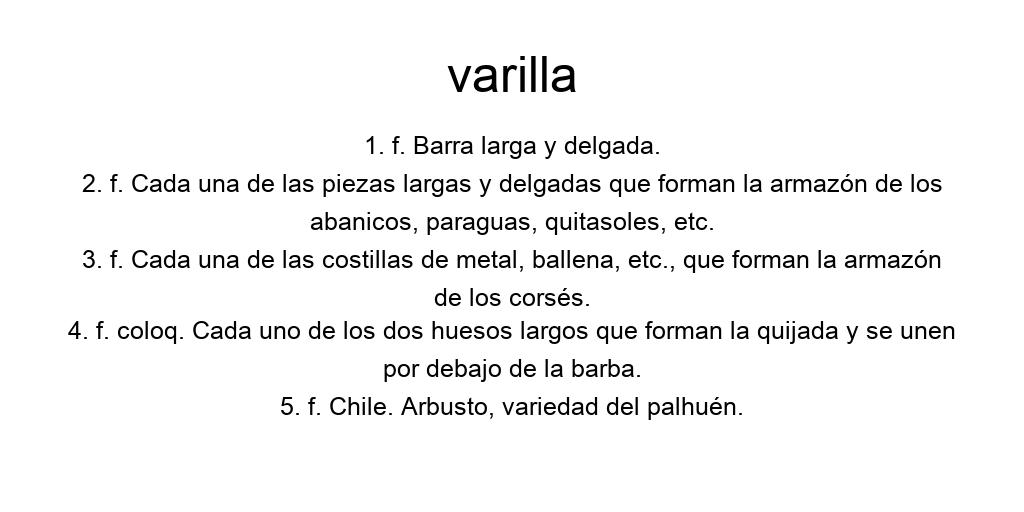 varilla
1. f. Barra larga y delgada.
2. f. Cada una de las piezas largas y delgadas que forman la armazón de los
abanicos, paraguas, quitasoles, etc.
3. f. Cada una de las costillas de metal, ballena, etc., que forman la armazón
de los corsés.
4. f. coloq. Cada uno de los dos huesos largos que forman la quijada y se unen
por debajo de la barba.
5. f. Chile. Arbusto, variedad del palhuén.